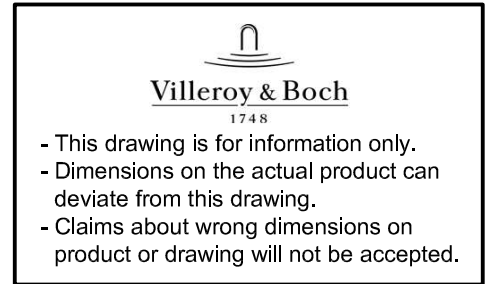 Villeroy & Boch
1748
- This drawing is for information only.
- Dimensions on the actual product can
deviate from this drawing.
- Claims about wrong dimensions on
product or drawing will not be accepted.